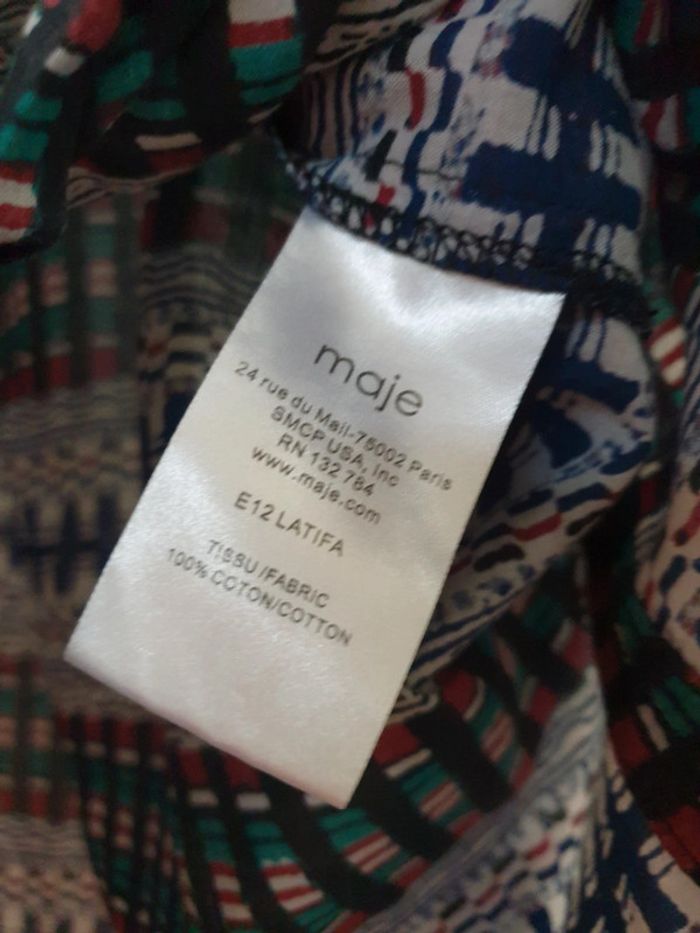 maje
24 rue du Mail-75002 Paris
SMCP USA, Inc
RN 132 784
www.maje.com
E12 LATIFA
TISSU/FABRIC
100% COTON/COTTON